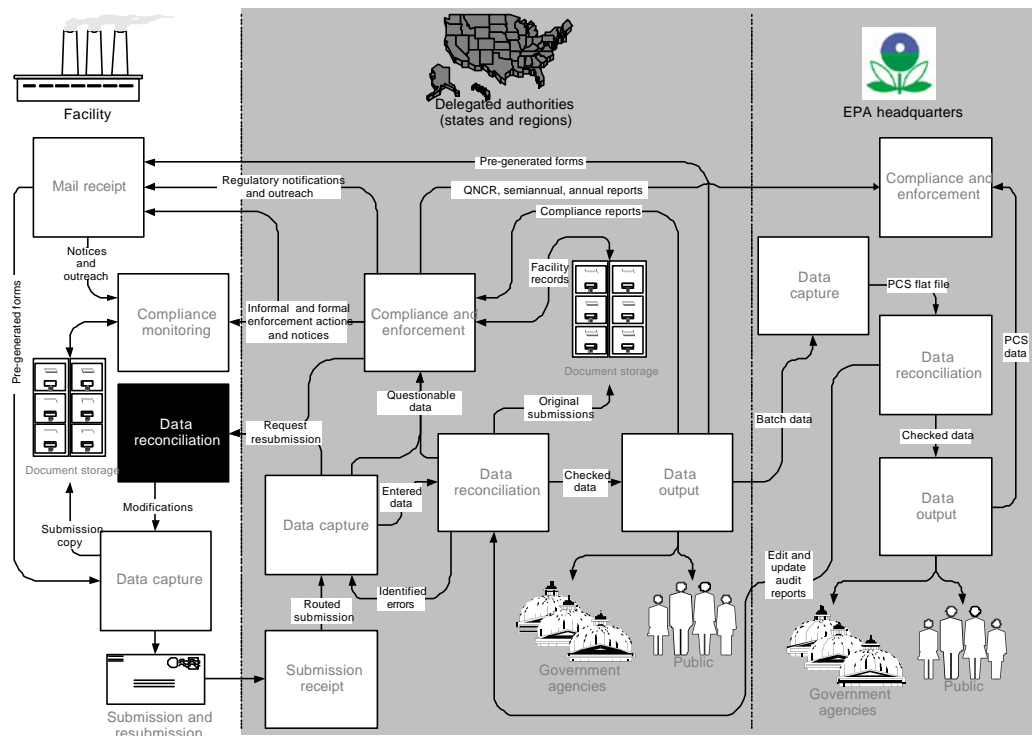 Facility
Delegated authorities
(states and regions)
EPA headquarters
Mail receipt
Pre-generated forms
Regulatory notifications
and outreach
QNCR, semiannual, annual reports
Compliance reports
Compliance and
enforcement
Notices
and
outreach
Pre-generated forms
Compliance
monitoring
Informal and formal
enforcement actions
and notices
Compliance and
enforcement
Facility
records
Document storage
Data
capture
PCS flat file
Data
reconciliation
PCS
data
Document storage
Data
reconciliation
Request
resubmission
Questionable
data
Original
submissions
Batch data
Checked data
Modifications
Submission
copy
Data capture
Data capture
Entered
data
Data
reconciliation
Checked
data
Data
output
Data
output
Identified
errors
Routed
submission
Edit and
update
audit
reports
Submission
receipt
Government
agencies
Public
Government
agencies
Public
Submission and
resubmission